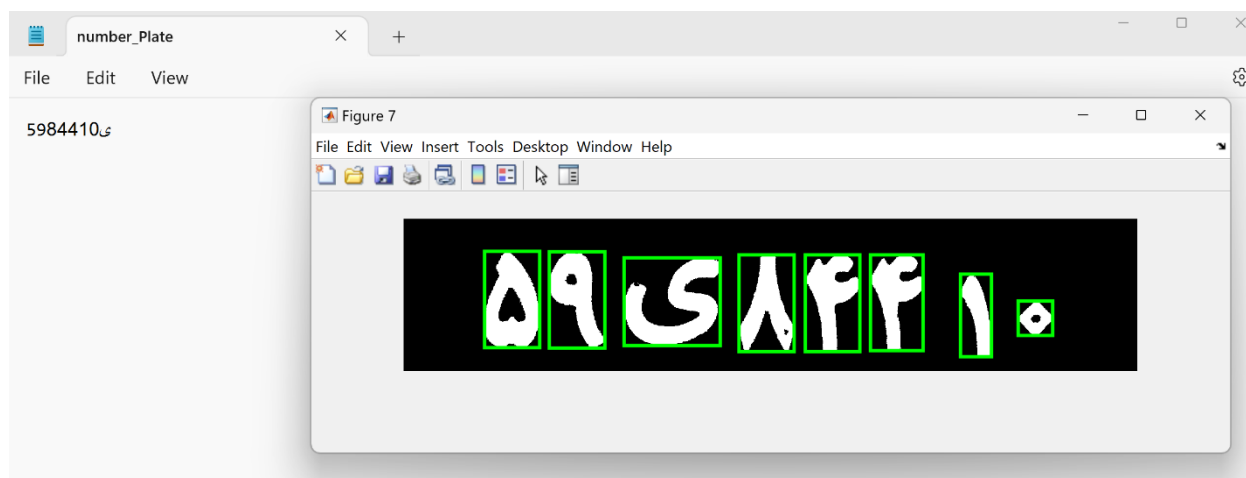 number_Plate
File Edit View
5984410ی
Figure 7
File Edit View Insert Tools Desktop Window Help
۵۹ی۸۴۴۱۰